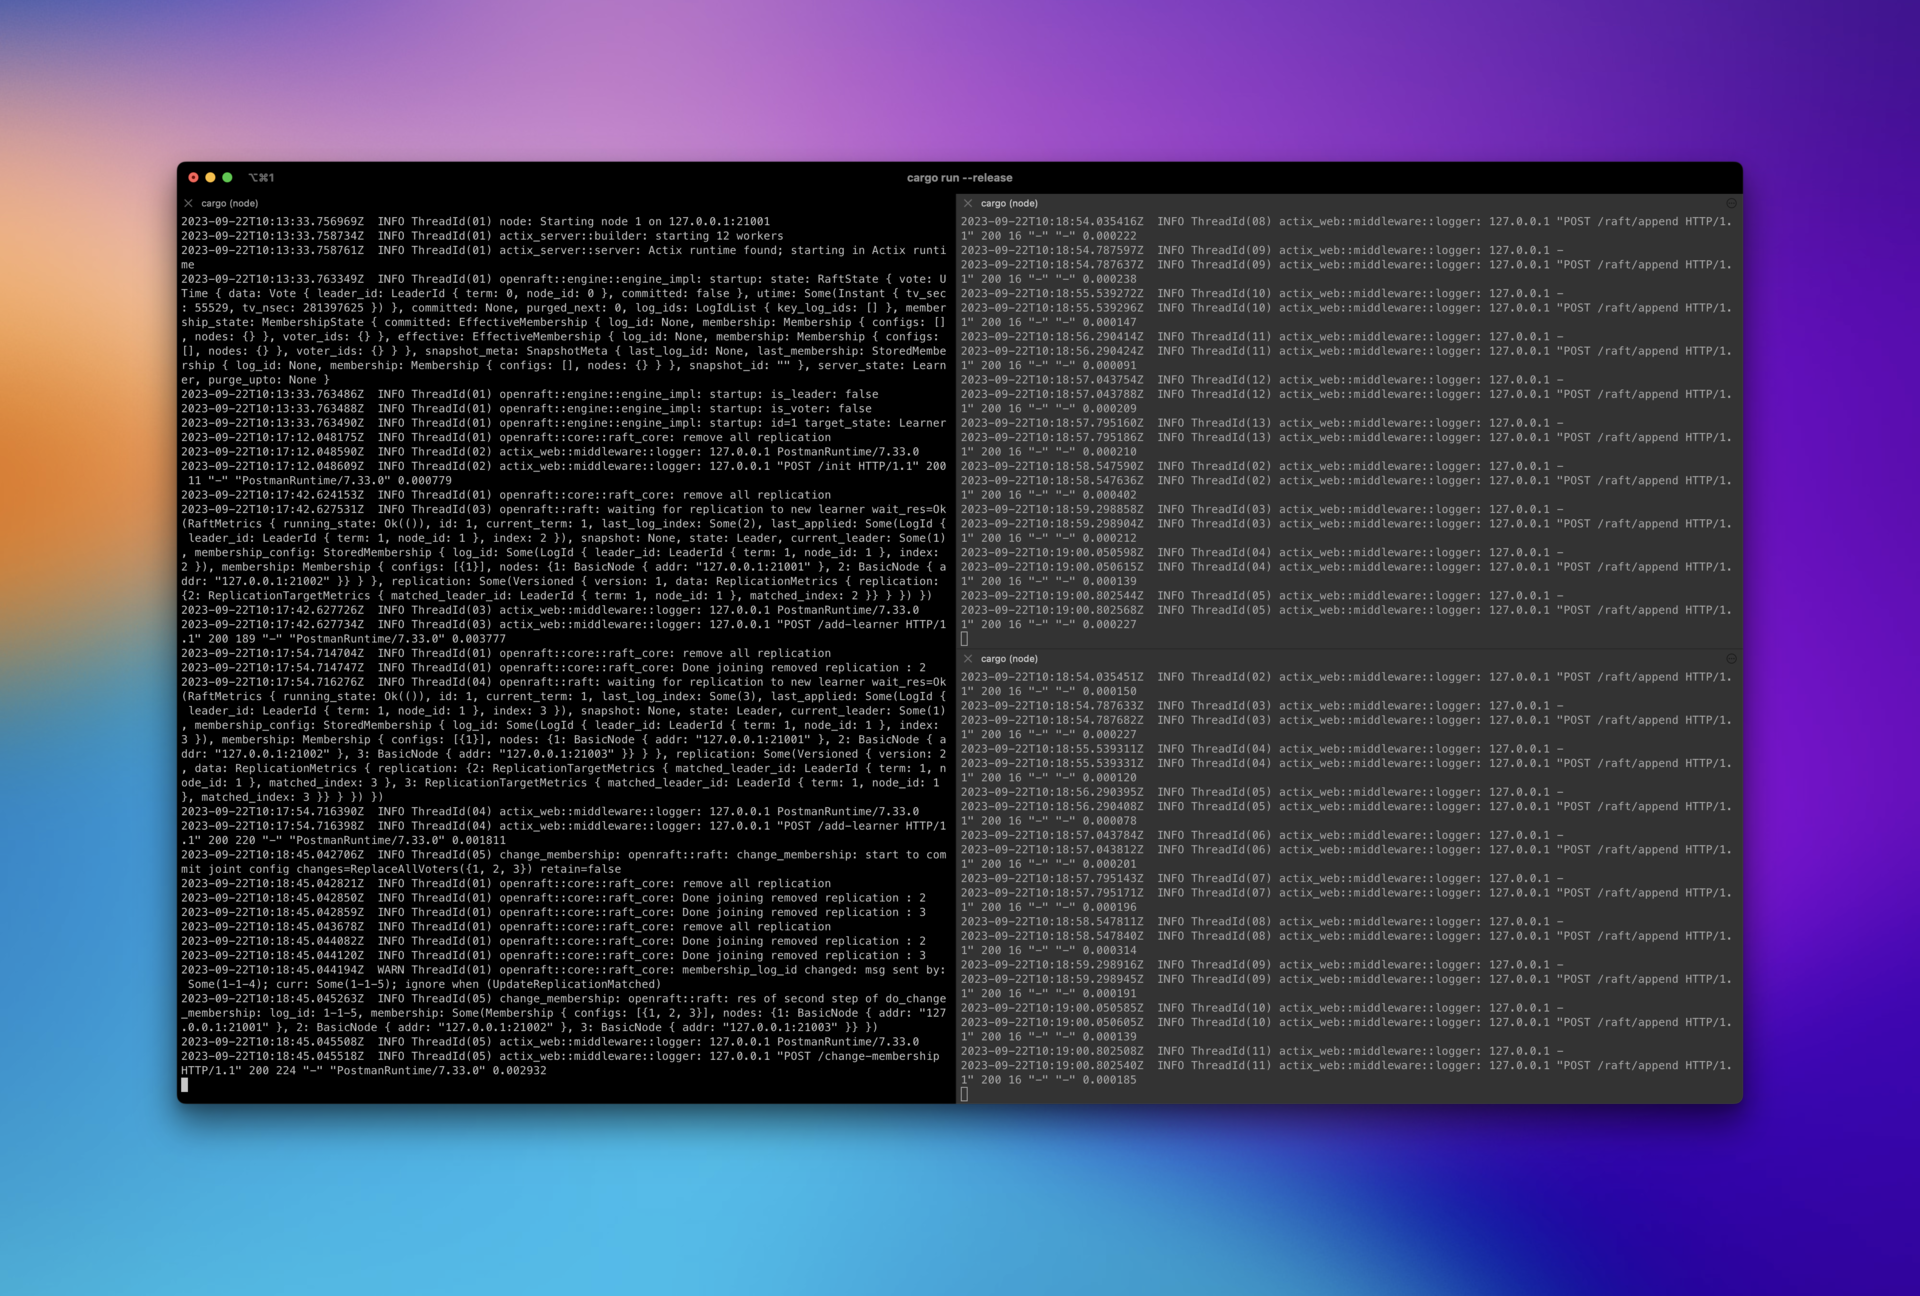 ⌥⌘1
cargo run --release
cargo (node)
2023-09-22T10:13:33.756969Z  INFO ThreadId(01) node: Starting node 1 on 127.0.0.1:21001
2023-09-22T10:13:33.758734Z  INFO ThreadId(01) actix_server::builder: starting 12 workers
2023-09-22T10:13:33.758761Z  INFO ThreadId(01) actix_server::server: Actix runtime found; starting in Actix runti
me
2023-09-22T10:13:33.763349Z  INFO ThreadId(01) openraft::engine::engine_impl: startup: state: RaftState { vote: U
Time { data: Vote { leader_id: LeaderId { term: 0, node_id: 0 }, committed: false }, utime: Some(Instant { tv_sec
: 55529, tv_nsec: 281397625 }) }, committed: None, purged_next: 0, log_ids: LogIdList { key_log_ids: [] }, member
ship_state: MembershipState { committed: EffectiveMembership { log_id: None, membership: Membership { configs: []
, nodes: {} }, voter_ids: {} }, effective: EffectiveMembership { log_id: None, membership: Membership { configs:
[], nodes: {} }, voter_ids: {} } }, snapshot_meta: SnapshotMeta { last_log_id: None, last_membership: StoredMembe
rship { log_id: None, membership: Membership { configs: [], nodes: {} } }, snapshot_id: "" }, server_state: Learn
er, purge_upto: None }
2023-09-22T10:13:33.763486Z  INFO ThreadId(01) openraft::engine::engine_impl: startup: is_leader: false
2023-09-22T10:13:33.763488Z  INFO ThreadId(01) openraft::engine::engine_impl: startup: is_voter: false
2023-09-22T10:13:33.763490Z  INFO ThreadId(01) openraft::engine::engine_impl: startup: id=1 target_state: Learner
2023-09-22T10:17:12.048175Z  INFO ThreadId(01) openraft::core::raft_core: remove all replication
2023-09-22T10:17:12.048590Z  INFO ThreadId(02) actix_web::middleware::logger: 127.0.0.1 PostmanRuntime/7.33.0
2023-09-22T10:17:12.048609Z  INFO ThreadId(02) actix_web::middleware::logger: 127.0.0.1 "POST /init HTTP/1.1" 200
 11 "-" "PostmanRuntime/7.33.0" 0.000779
2023-09-22T10:17:42.624153Z  INFO ThreadId(01) openraft::core::raft_core: remove all replication
2023-09-22T10:17:42.627531Z  INFO ThreadId(03) openraft::raft: waiting for replication to new learner wait_res=Ok
(RaftMetrics { running_state: Ok(()), id: 1, current_term: 1, last_log_index: Some(2), last_applied: Some(LogId {
 leader_id: LeaderId { term: 1, node_id: 1 }, index: 2 }), snapshot: None, state: Leader, current_leader: Some(1)
, membership_config: StoredMembership { log_id: Some(LogId { leader_id: LeaderId { term: 1, node_id: 1 }, index:
2 }), membership: Membership { configs: [{1}], nodes: {1: BasicNode { addr: "127.0.0.1:21001" }, 2: BasicNode { a
ddr: "127.0.0.1:21002" }} } }, replication: Some(Versioned { version: 1, data: ReplicationMetrics { replication:
{2: ReplicationTargetMetrics { matched_leader_id: LeaderId { term: 1, node_id: 1 }, matched_index: 2 }} } }) })
2023-09-22T10:17:42.627726Z  INFO ThreadId(03) actix_web::middleware::logger: 127.0.0.1 PostmanRuntime/7.33.0
2023-09-22T10:17:42.627734Z  INFO ThreadId(03) actix_web::middleware::logger: 127.0.0.1 "POST /add-learner HTTP/1
.1" 200 189 "-" "PostmanRuntime/7.33.0" 0.003777
2023-09-22T10:17:54.714704Z  INFO ThreadId(01) openraft::core::raft_core: remove all replication
2023-09-22T10:17:54.714747Z  INFO ThreadId(01) openraft::core::raft_core: Done joining removed replication : 2
2023-09-22T10:17:54.716276Z  INFO ThreadId(04) openraft::raft: waiting for replication to new learner wait_res=Ok
(RaftMetrics { running_state: Ok(()), id: 1, current_term: 1, last_log_index: Some(3), last_applied: Some(LogId {
 leader_id: LeaderId { term: 1, node_id: 1 }, index: 3 }), snapshot: None, state: Leader, current_leader: Some(1)
, membership_config: StoredMembership { log_id: Some(LogId { leader_id: LeaderId { term: 1, node_id: 1 }, index:
3 }), membership: Membership { configs: [{1}], nodes: {1: BasicNode { addr: "127.0.0.1:21001" }, 2: BasicNode { a
ddr: "127.0.0.1:21002" }, 3: BasicNode { addr: "127.0.0.1:21003" }} } }, replication: Some(Versioned { version: 2
, data: ReplicationMetrics { replication: {2: ReplicationTargetMetrics { matched_leader_id: LeaderId { term: 1, n
ode_id: 1 }, matched_index: 3 }, 3: ReplicationTargetMetrics { matched_leader_id: LeaderId { term: 1, node_id: 1
}, matched_index: 3 }} } }) })
2023-09-22T10:17:54.716390Z  INFO ThreadId(04) actix_web::middleware::logger: 127.0.0.1 PostmanRuntime/7.33.0
2023-09-22T10:17:54.716398Z  INFO ThreadId(04) actix_web::middleware::logger: 127.0.0.1 "POST /add-learner HTTP/1
.1" 200 220 "-" "PostmanRuntime/7.33.0" 0.001811
2023-09-22T10:18:45.042706Z  INFO ThreadId(05) change_membership: openraft::raft: change_membership: start to com
mit joint config changes=ReplaceAllVoters({1, 2, 3}) retain=false
2023-09-22T10:18:45.042821Z  INFO ThreadId(01) openraft::core::raft_core: remove all replication
2023-09-22T10:18:45.042850Z  INFO ThreadId(01) openraft::core::raft_core: Done joining removed replication : 2
2023-09-22T10:18:45.042859Z  INFO ThreadId(01) openraft::core::raft_core: Done joining removed replication : 3
2023-09-22T10:18:45.043678Z  INFO ThreadId(01) openraft::core::raft_core: remove all replication
2023-09-22T10:18:45.044082Z  INFO ThreadId(01) openraft::core::raft_core: Done joining removed replication : 2
2023-09-22T10:18:45.044120Z  INFO ThreadId(01) openraft::core::raft_core: Done joining removed replication : 3
2023-09-22T10:18:45.044194Z  WARN ThreadId(01) openraft::core::raft_core: membership_log_id changed: msg sent by:
 Some(1-1-4); curr: Some(1-1-5); ignore when (UpdateReplicationMatched)
2023-09-22T10:18:45.045263Z  INFO ThreadId(05) change_membership: openraft::raft: res of second step of do_change
_membership: log_id: 1-1-5, membership: Some(Membership { configs: [{1, 2, 3}], nodes: {1: BasicNode { addr: "127
.0.0.1:21001" }, 2: BasicNode { addr: "127.0.0.1:21002" }, 3: BasicNode { addr: "127.0.0.1:21003" }} })
2023-09-22T10:18:45.045508Z  INFO ThreadId(05) actix_web::middleware::logger: 127.0.0.1 PostmanRuntime/7.33.0
2023-09-22T10:18:45.045518Z  INFO ThreadId(05) actix_web::middleware::logger: 127.0.0.1 "POST /change-membership
HTTP/1.1" 200 224 "-" "PostmanRuntime/7.33.0" 0.002932
cargo (node)
2023-09-22T10:18:54.035416Z  INFO ThreadId(08) actix_web::middleware::logger: 127.0.0.1 "POST /raft/append HTTP/1.
1" 200 16 "-" "-" 0.000222
2023-09-22T10:18:54.787597Z  INFO ThreadId(09) actix_web::middleware::logger: 127.0.0.1 -
2023-09-22T10:18:54.787637Z  INFO ThreadId(09) actix_web::middleware::logger: 127.0.0.1 "POST /raft/append HTTP/1.
1" 200 16 "-" "-" 0.000238
2023-09-22T10:18:55.539272Z  INFO ThreadId(10) actix_web::middleware::logger: 127.0.0.1 -
2023-09-22T10:18:55.539296Z  INFO ThreadId(10) actix_web::middleware::logger: 127.0.0.1 "POST /raft/append HTTP/1.
1" 200 16 "-" "-" 0.000147
2023-09-22T10:18:56.290414Z  INFO ThreadId(11) actix_web::middleware::logger: 127.0.0.1 -
2023-09-22T10:18:56.290424Z  INFO ThreadId(11) actix_web::middleware::logger: 127.0.0.1 "POST /raft/append HTTP/1.
1" 200 16 "-" "-" 0.000091
2023-09-22T10:18:57.043754Z  INFO ThreadId(12) actix_web::middleware::logger: 127.0.0.1 -
2023-09-22T10:18:57.043788Z  INFO ThreadId(12) actix_web::middleware::logger: 127.0.0.1 "POST /raft/append HTTP/1.
1" 200 16 "-" "-" 0.000209
2023-09-22T10:18:57.795160Z  INFO ThreadId(13) actix_web::middleware::logger: 127.0.0.1 -
2023-09-22T10:18:57.795186Z  INFO ThreadId(13) actix_web::middleware::logger: 127.0.0.1 "POST /raft/append HTTP/1.
1" 200 16 "-" "-" 0.000210
2023-09-22T10:18:58.547590Z  INFO ThreadId(02) actix_web::middleware::logger: 127.0.0.1 -
2023-09-22T10:18:58.547636Z  INFO ThreadId(02) actix_web::middleware::logger: 127.0.0.1 "POST /raft/append HTTP/1.
1" 200 16 "-" "-" 0.000402
2023-09-22T10:18:59.298858Z  INFO ThreadId(03) actix_web::middleware::logger: 127.0.0.1 -
2023-09-22T10:18:59.298904Z  INFO ThreadId(03) actix_web::middleware::logger: 127.0.0.1 "POST /raft/append HTTP/1.
1" 200 16 "-" "-" 0.000212
2023-09-22T10:19:00.050598Z  INFO ThreadId(04) actix_web::middleware::logger: 127.0.0.1 -
2023-09-22T10:19:00.050615Z  INFO ThreadId(04) actix_web::middleware::logger: 127.0.0.1 "POST /raft/append HTTP/1.
1" 200 16 "-" "-" 0.000139
2023-09-22T10:19:00.802544Z  INFO ThreadId(05) actix_web::middleware::logger: 127.0.0.1 -
2023-09-22T10:19:00.802568Z  INFO ThreadId(05) actix_web::middleware::logger: 127.0.0.1 "POST /raft/append HTTP/1.
1" 200 16 "-" "-" 0.000227
cargo (node)
2023-09-22T10:18:54.035451Z  INFO ThreadId(02) actix_web::middleware::logger: 127.0.0.1 "POST /raft/append HTTP/1.
1" 200 16 "-" "-" 0.000150
2023-09-22T10:18:54.787633Z  INFO ThreadId(03) actix_web::middleware::logger: 127.0.0.1 -
2023-09-22T10:18:54.787682Z  INFO ThreadId(03) actix_web::middleware::logger: 127.0.0.1 "POST /raft/append HTTP/1.
1" 200 16 "-" "-" 0.000227
2023-09-22T10:18:55.539311Z  INFO ThreadId(04) actix_web::middleware::logger: 127.0.0.1 -
2023-09-22T10:18:55.539331Z  INFO ThreadId(04) actix_web::middleware::logger: 127.0.0.1 "POST /raft/append HTTP/1.
1" 200 16 "-" "-" 0.000120
2023-09-22T10:18:56.290395Z  INFO ThreadId(05) actix_web::middleware::logger: 127.0.0.1 -
2023-09-22T10:18:56.290408Z  INFO ThreadId(05) actix_web::middleware::logger: 127.0.0.1 "POST /raft/append HTTP/1.
1" 200 16 "-" "-" 0.000078
2023-09-22T10:18:57.043784Z  INFO ThreadId(06) actix_web::middleware::logger: 127.0.0.1 -
2023-09-22T10:18:57.043812Z  INFO ThreadId(06) actix_web::middleware::logger: 127.0.0.1 "POST /raft/append HTTP/1.
1" 200 16 "-" "-" 0.000201
2023-09-22T10:18:57.795143Z  INFO ThreadId(07) actix_web::middleware::logger: 127.0.0.1 -
2023-09-22T10:18:57.795171Z  INFO ThreadId(07) actix_web::middleware::logger: 127.0.0.1 "POST /raft/append HTTP/1.
1" 200 16 "-" "-" 0.000196
2023-09-22T10:18:58.547811Z  INFO ThreadId(08) actix_web::middleware::logger: 127.0.0.1 -
2023-09-22T10:18:58.547840Z  INFO ThreadId(08) actix_web::middleware::logger: 127.0.0.1 "POST /raft/append HTTP/1.
1" 200 16 "-" "-" 0.000314
2023-09-22T10:18:59.298916Z  INFO ThreadId(09) actix_web::middleware::logger: 127.0.0.1 -
2023-09-22T10:18:59.298945Z  INFO ThreadId(09) actix_web::middleware::logger: 127.0.0.1 "POST /raft/append HTTP/1.
1" 200 16 "-" "-" 0.000191
2023-09-22T10:19:00.050585Z  INFO ThreadId(10) actix_web::middleware::logger: 127.0.0.1 -
2023-09-22T10:19:00.050605Z  INFO ThreadId(10) actix_web::middleware::logger: 127.0.0.1 "POST /raft/append HTTP/1.
1" 200 16 "-" "-" 0.000139
2023-09-22T10:19:00.802508Z  INFO ThreadId(11) actix_web::middleware::logger: 127.0.0.1 -
2023-09-22T10:19:00.802540Z  INFO ThreadId(11) actix_web::middleware::logger: 127.0.0.1 "POST /raft/append HTTP/1.
1" 200 16 "-" "-" 0.000185